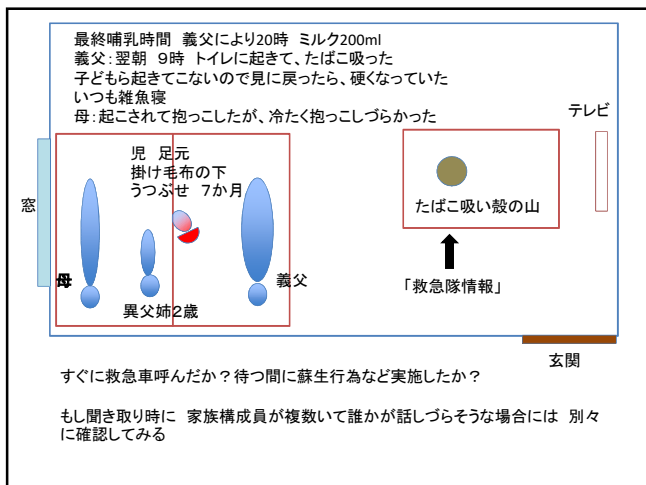 最終哺乳時間　義父により20時　ミルク200ml
義父：翌朝　９時　トイレに起きて、たばこ吸った
子どもら起きてこないので見に戻ったら、硬くなっていた
いつも雑魚寝
母：起こされて抱っこしたが、冷たく抱っこしづらかった
テレビ
児　足元
掛け毛布の下
うつぶせ　７か月
窓
たばこ吸い殻の山
母
義父
「救急隊情報」
異父姉２歳
玄関
すぐに救急車呼んだか？待つ間に蘇生行為など実施したか？
もし聞き取り時に　家族構成員が複数いて誰かが話しづらそうな場合には　別々
に確認してみる